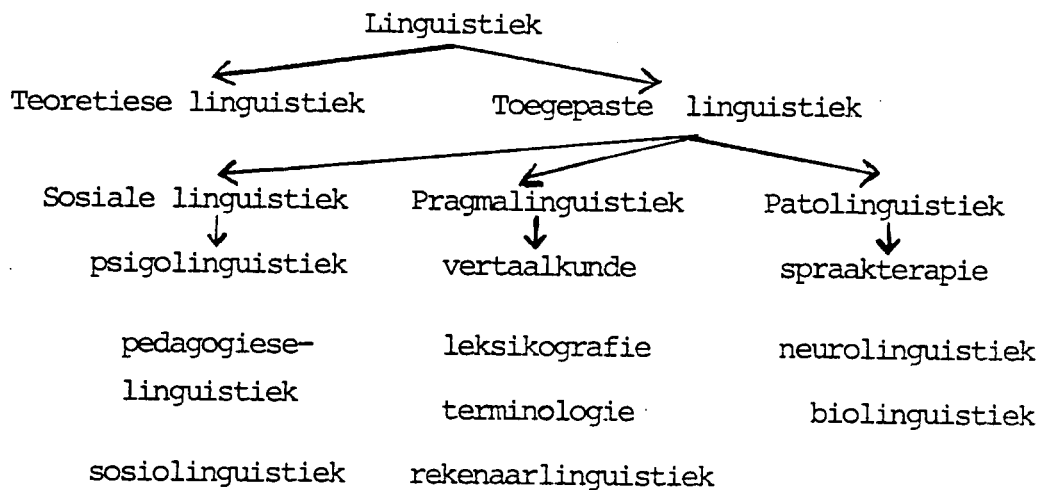 Linguistiek
Teoretiese linguistiek Toegepaste linguistiek
Sosiale linguistiek Pragmalinguistiek Patolinguistiek
psigolinguistiek vertaalkunde spraakterapie
pedagogiese- leksikografie neurolinguistiek
linguistiek
terminologie biolinguistiek
sosiolinguistiek rekenaarlinguistiek